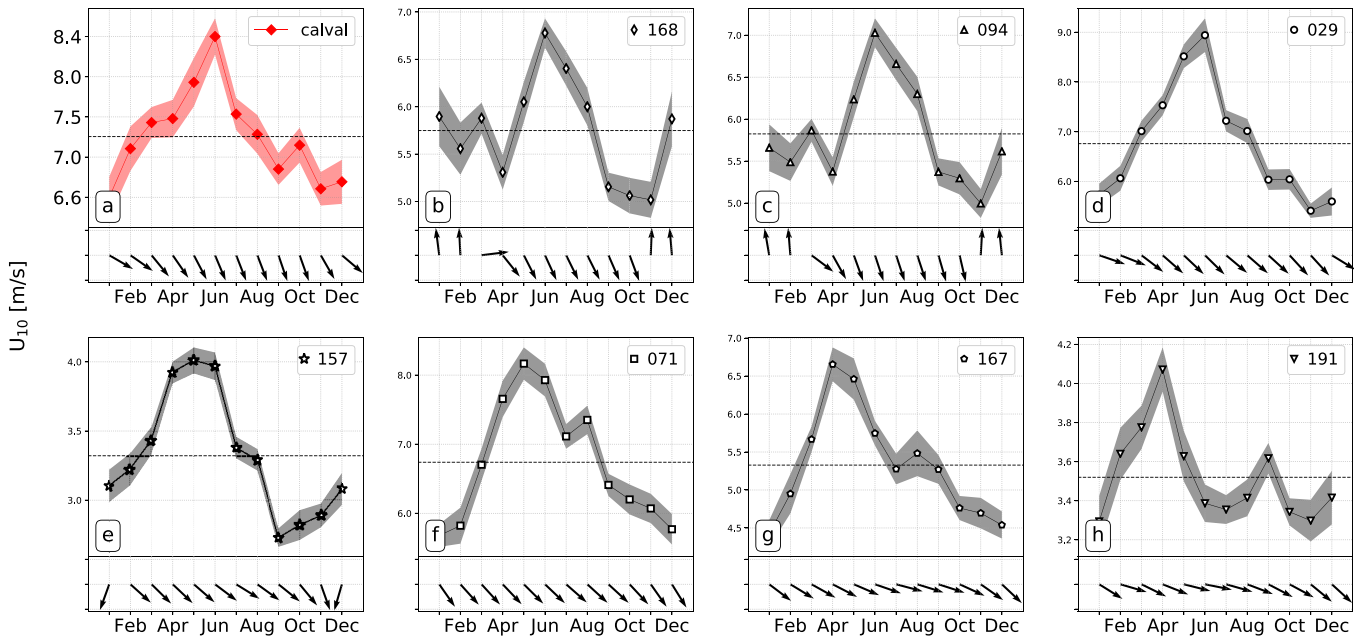 U10 [m/s]
calval
8.4
8.0
7.5
7.0
6.6
a
Feb Apr Jun Aug Oct Dec
168
7.0
6.5
6.0
5.5
5.0
b
Feb Apr Jun Aug Oct Dec
094
7.0
6.5
6.0
5.5
5.0
c
Feb Apr Jun Aug Oct Dec
029
9.0
8.0
7.0
6.0
d
Feb Apr Jun Aug Oct Dec
157
4.0
3.5
3.0
e
Feb Apr Jun Aug Oct Dec
071
8.0
7.0
6.0
f
Feb Apr Jun Aug Oct Dec
167
7.0
6.5
6.0
5.5
5.0
4.5
g
Feb Apr Jun Aug Oct Dec
191
4.2
4.0
3.8
3.6
3.4
3.2
h
Feb Apr Jun Aug Oct Dec